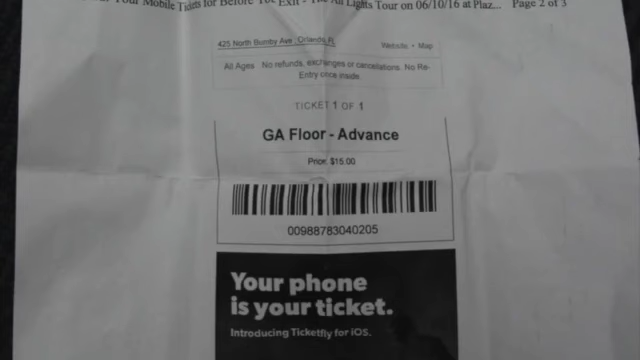 Your Mobile Tickets for Before You Exit - The All Lights Tour on 06/10/16 at Plaz... Page 2 of 3
425 North Bumby Ave, Orlando, FL
Website • Map
All Ages No refunds, exchanges or cancellations. No Re-
Entry once inside.
TICKET 1 OF 1
GA Floor - Advance
Price: $15.00
00988783040205
Your phone
is your ticket.
Introducing Ticketfly for iOS.